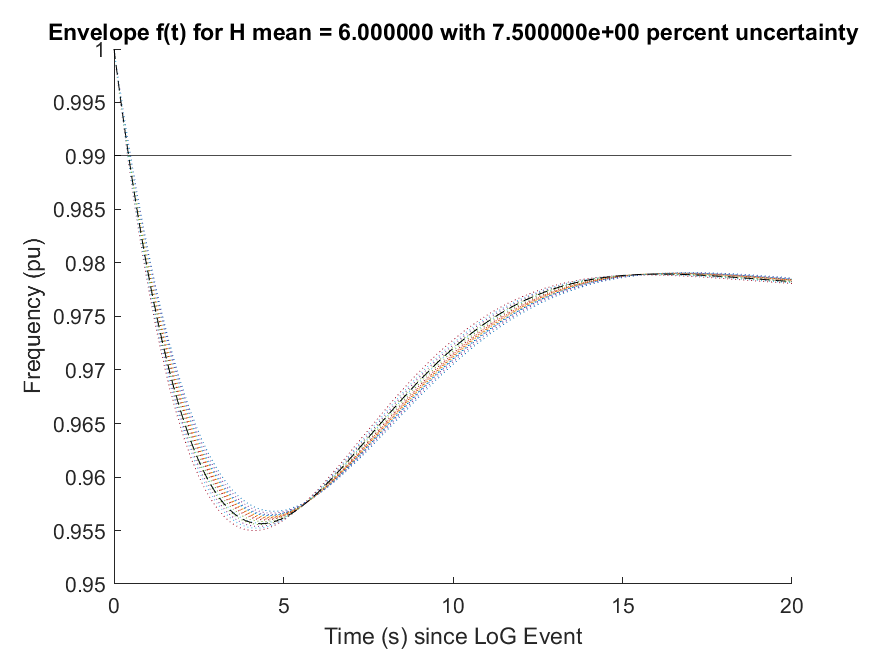 Envelope f(t) for H mean = 6.000000 with 7.500000e+00 percent uncertainty
1
0.995
0.99
0.985
0.98
0.975
0.97
0.965
0.96
0.955
0.95
Frequency (pu)
0 5 10 15 20
Time (s) since LoG Event